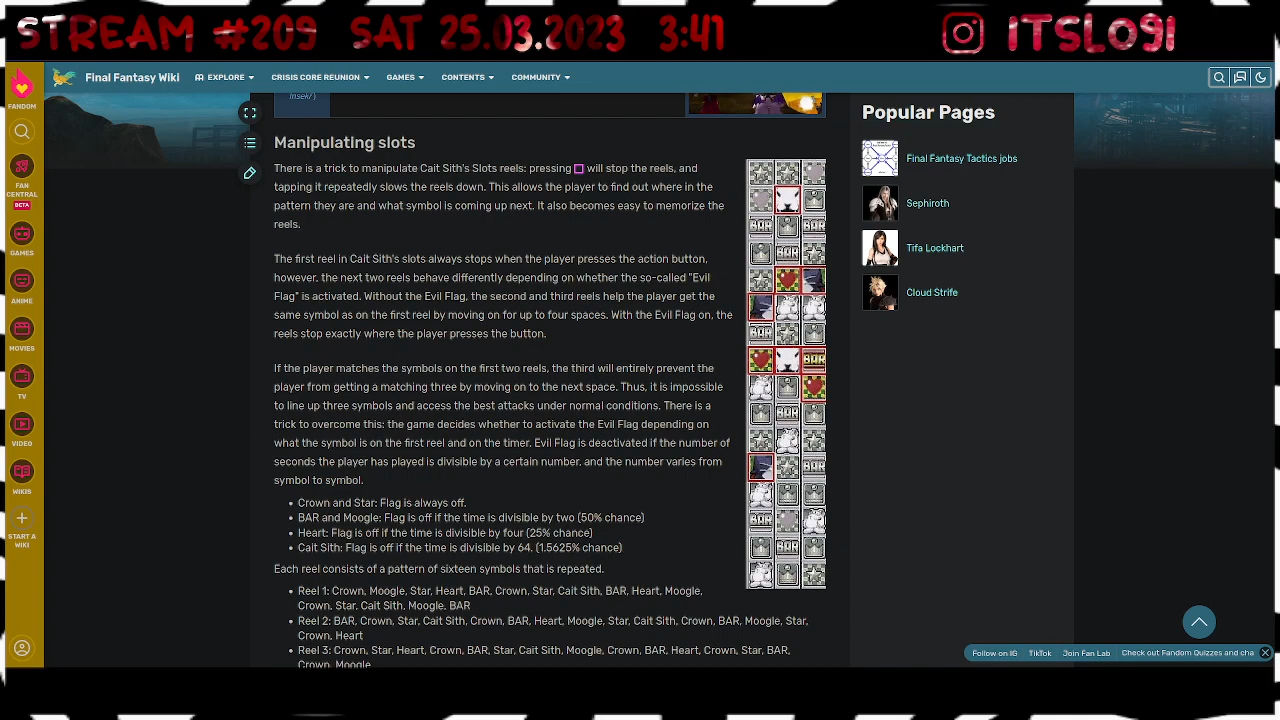 STREAM #209 SAT 25.03.2023 3:41
ITSLO9I
FANDOM
Final Fantasy Wiki
EXPLORE
CRISIS CORE REUNION
GAMES
CONTENTS
COMMUNITY
FAN CENTRAL
BETA
GAMES
ANIME
MOVIES
TV
VIDEO
WIKIS
START A WIKI
Insek/)
Manipulating slots
There is a trick to manipulate Cait Sith's Slots reels: pressing will stop the reels, and
tapping it repeatedly slows the reels down. This allows the player to find out where in the
pattern they are and what symbol is coming up next. It also becomes easy to memorize the
reels.
The first reel in Cait Sith's slots always stops when the player presses the action button,
however, the next two reels behave differently depending on whether the so-called "Evil
Flag" is activated. Without the Evil Flag, the second and third reels help the player get the
same symbol as on the first reel by moving on for up to four spaces. With the Evil Flag on, the
reels stop exactly where the player presses the button.
If the player matches the symbols on the first two reels, the third will entirely prevent the
player from getting a matching three by moving on to the next space. Thus, it is impossible
to line up three symbols and access the best attacks under normal conditions. There is a
trick to overcome this: the game decides whether to activate the Evil Flag depending on
what the symbol is on the first reel and on the timer. Evil Flag is deactivated if the number of
seconds the player has played is divisible by a certain number, and the number varies from
symbol to symbol.
• Crown and Star: Flag is always off.
• BAR and Moogle: Flag is off if the time is divisible by two (50% chance)
• Heart: Flag is off if the time is divisible by four (25% chance)
• Cait Sith: Flag is off if the time is divisible by 64. (1.5625% chance)
Each reel consists of a pattern of sixteen symbols that is repeated.
• Reel 1: Crown, Moogle, Star, Heart, BAR, Crown, Star, Cait Sith, BAR, Heart, Moogle,
Crown, Star, Cait Sith, Moogle, BAR
• Reel 2: BAR, Crown, Star, Cait Sith, Crown, BAR, Heart, Moogle, Star, Cait Sith, Crown, BAR, Moogle, Star,
Crown, Heart
• Reel 3: Crown, Star, Heart, Crown, BAR, Star, Cait Sith, Moogle, Crown, BAR, Heart, Crown, Star, BAR,
Crown, Moogle
BAR BAR
BAR
BAR
BAR
BAR
BAR
BAR
BAR
Popular Pages
Final Fantasy Tactics jobs
Sephiroth
Tifa Lockhart
Cloud Strife
Follow on IG
TikTok
Join Fan Lab
Check out Fandom Quizzes and cha